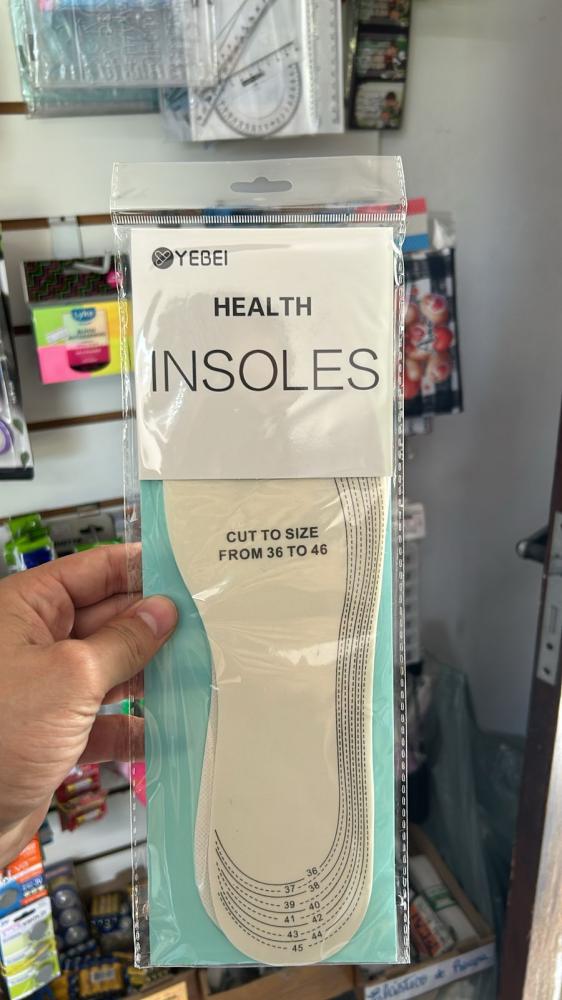 YEBEI
HEALTH
INSOLES
CUT TO SIZE
FROM 36 TO 46
36
37 38
39 40
41 42
43 44
45